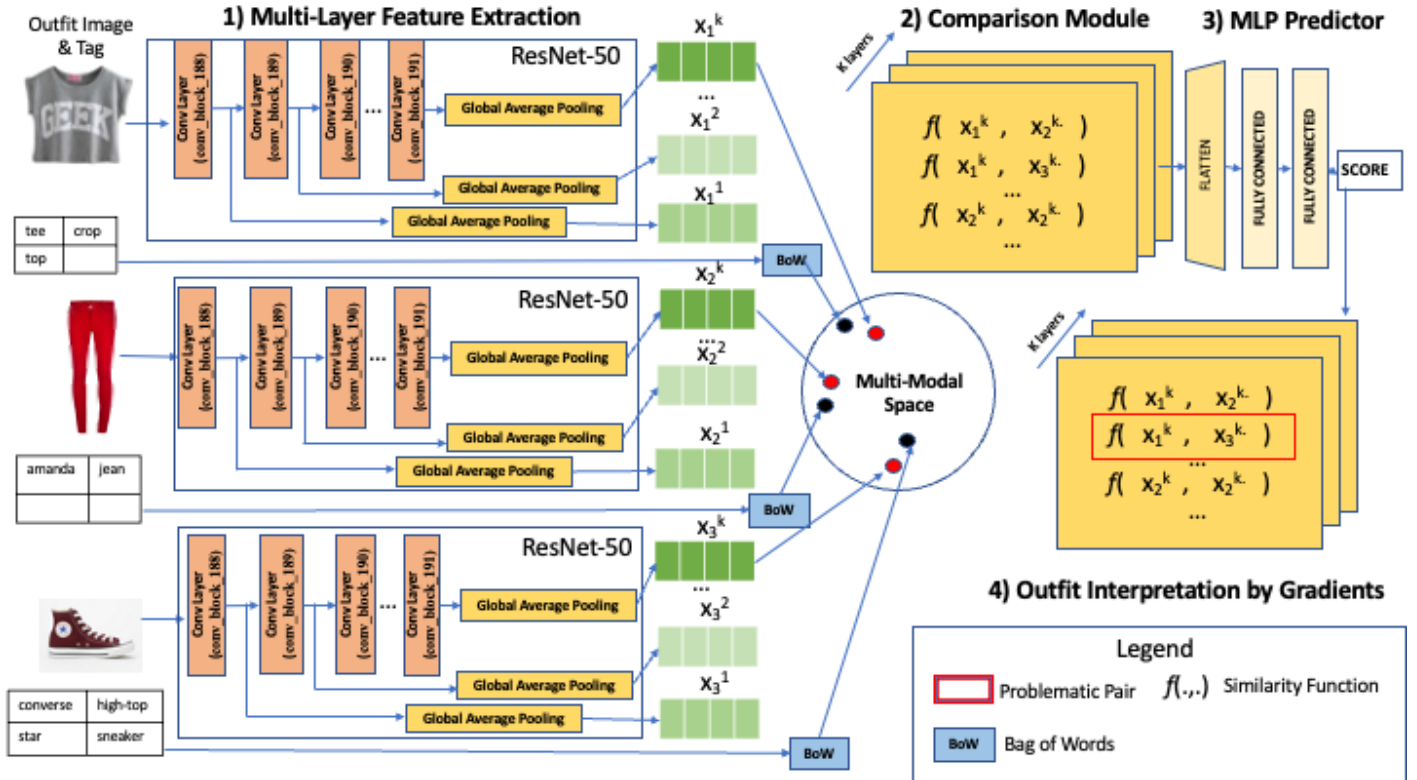 1) Multi-Layer Feature Extraction
2) Comparison Module
3) MLP Predictor
Outfit Image
& Tag
GEEK
ResNet-50
Conv Layer
(conv_block_188)
Conv Layer
(conv_block_189)
Conv Layer
(conv_block_190)
...
Conv Layer
(conv_block_191)
Global Average Pooling
Global Average Pooling
Global Average Pooling
x₁ᵏ
...
x₁²
x₁¹
tee crop
top
BoW
ResNet-50
Conv Layer
(conv_block_188)
Conv Layer
(conv_block_189)
Conv Layer
(conv_block_190)
...
Conv Layer
(conv_block_191)
Global Average Pooling
Global Average Pooling
Global Average Pooling
x₂ᵏ
...
x₂²
x₂¹
amanda jean
BoW
ResNet-50
Conv Layer
(conv_block_188)
Conv Layer
(conv_block_189)
Conv Layer
(conv_block_190)
...
Conv Layer
(conv_block_191)
Global Average Pooling
Global Average Pooling
Global Average Pooling
x₃ᵏ
...
x₃²
x₃¹
converse high-top
star sneaker
BoW
Multi-Modal
Space
K layers
f( x₁ᵏ , x₂ᵏ· )
f( x₁ᵏ , x₃ᵏ· )
...
f( x₂ᵏ , x₂ᵏ· )
...
FLATTEN
FULLY CONNECTED
FULLY CONNECTED
SCORE
K layers
f( x₁ᵏ , x₂ᵏ· )
f( x₁ᵏ , x₃ᵏ· )
...
f( x₂ᵏ , x₂ᵏ· )
...
4) Outfit Interpretation by Gradients
Legend
Problematic Pair f(.,.) Similarity Function
BoW Bag of Words